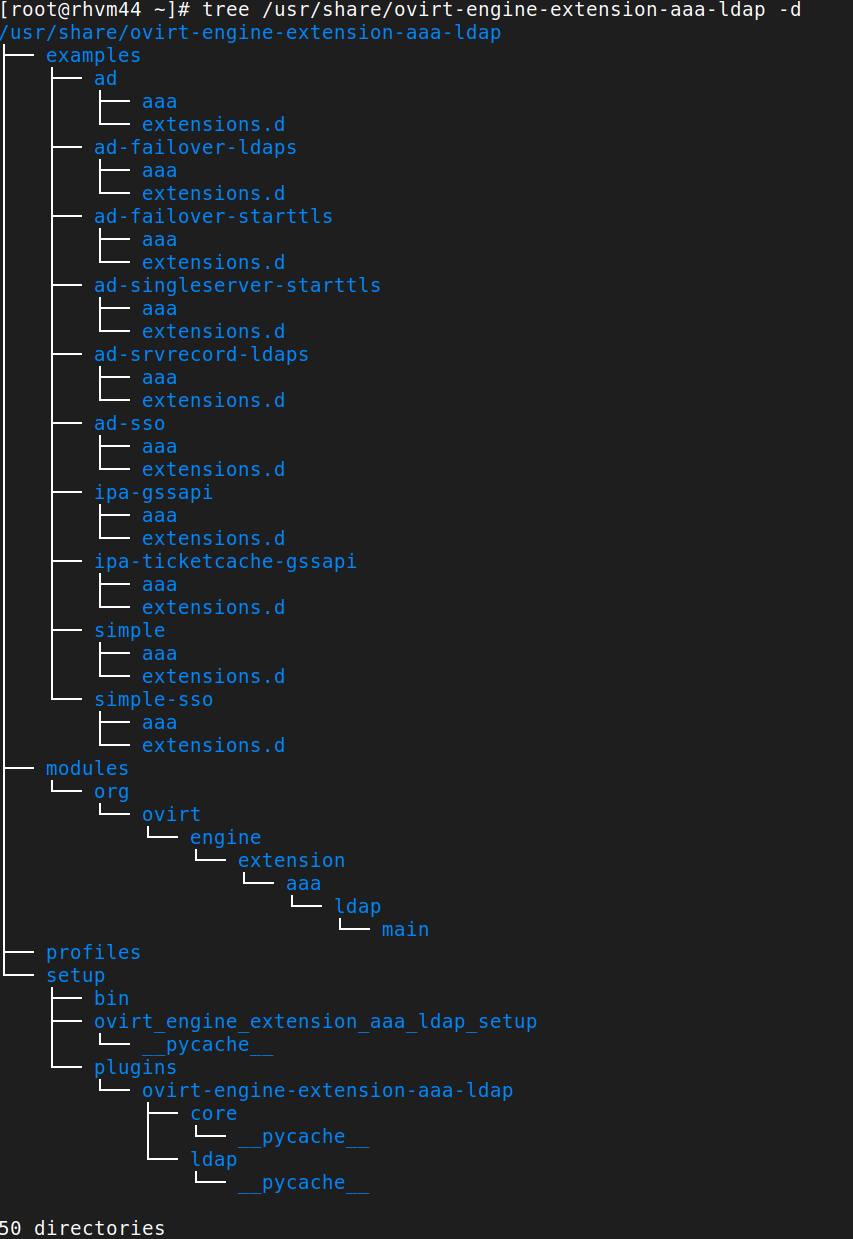 [root@rhvm44 ~]# tree /usr/share/ovirt-engine-extension-aaa-ldap -d
/usr/share/ovirt-engine-extension-aaa-ldap
├── examples
│   ├── ad
│   │   ├── aaa
│   │   └── extensions.d
│   ├── ad-failover-ldaps
│   │   ├── aaa
│   │   └── extensions.d
│   ├── ad-failover-starttls
│   │   ├── aaa
│   │   └── extensions.d
│   ├── ad-singleserver-starttls
│   │   ├── aaa
│   │   └── extensions.d
│   ├── ad-srvrecord-ldaps
│   │   ├── aaa
│   │   └── extensions.d
│   ├── ad-sso
│   │   ├── aaa
│   │   └── extensions.d
│   ├── ipa-gssapi
│   │   ├── aaa
│   │   └── extensions.d
│   ├── ipa-ticketcache-gssapi
│   │   ├── aaa
│   │   └── extensions.d
│   ├── simple
│   │   ├── aaa
│   │   └── extensions.d
│   └── simple-sso
│       ├── aaa
│       └── extensions.d
├── modules
│   └── org
│       └── ovirt
│           └── engine
│               └── extension
│                   └── aaa
│                       └── ldap
│                           └── main
├── profiles
└── setup
    ├── bin
    ├── ovirt_engine_extension_aaa_ldap_setup
    │   └── __pycache__
    └── plugins
        └── ovirt-engine-extension-aaa-ldap
            ├── core
            │   └── __pycache__
            └── ldap
                └── __pycache__

50 directories